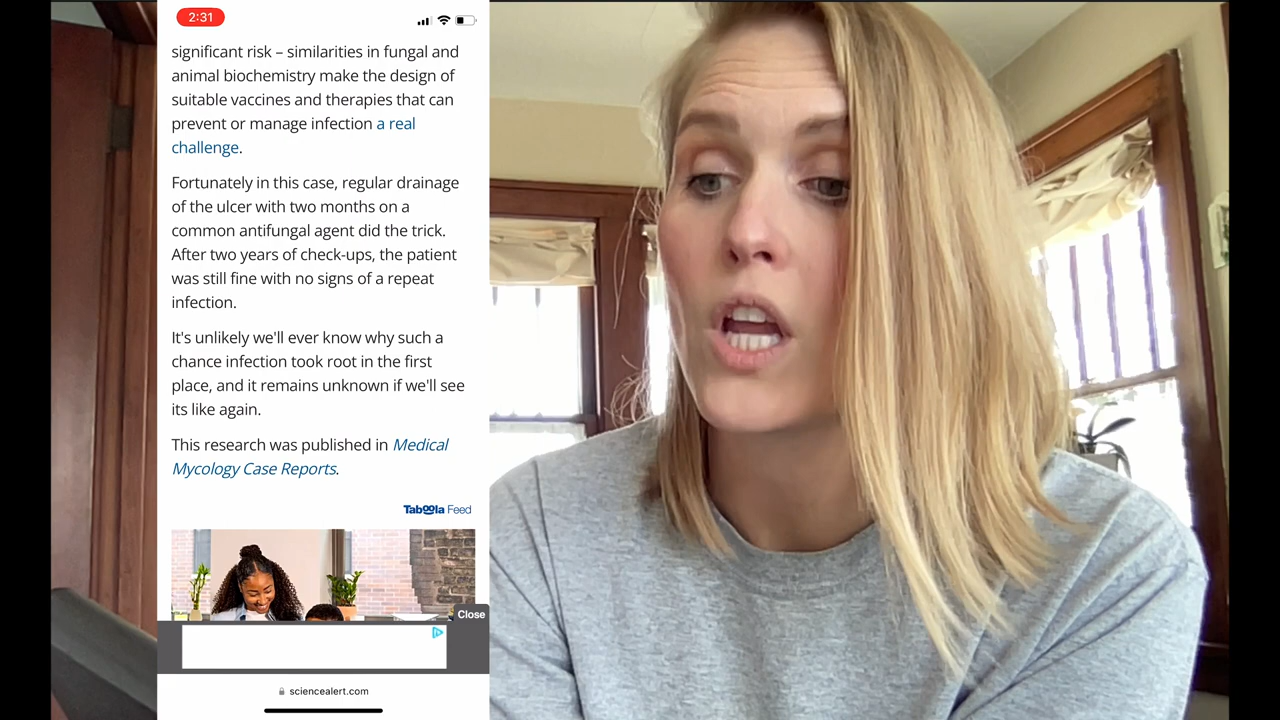 2:31
significant risk – similarities in fungal and
animal biochemistry make the design of
suitable vaccines and therapies that can
prevent or manage infection a real
challenge.
Fortunately in this case, regular drainage
of the ulcer with two months on a
common antifungal agent did the trick.
After two years of check-ups, the patient
was still fine with no signs of a repeat
infection.
It's unlikely we'll ever know why such a
chance infection took root in the first
place, and it remains unknown if we'll see
its like again.
This research was published in Medical
Mycology Case Reports.
Taboola Feed
Close
sciencealert.com